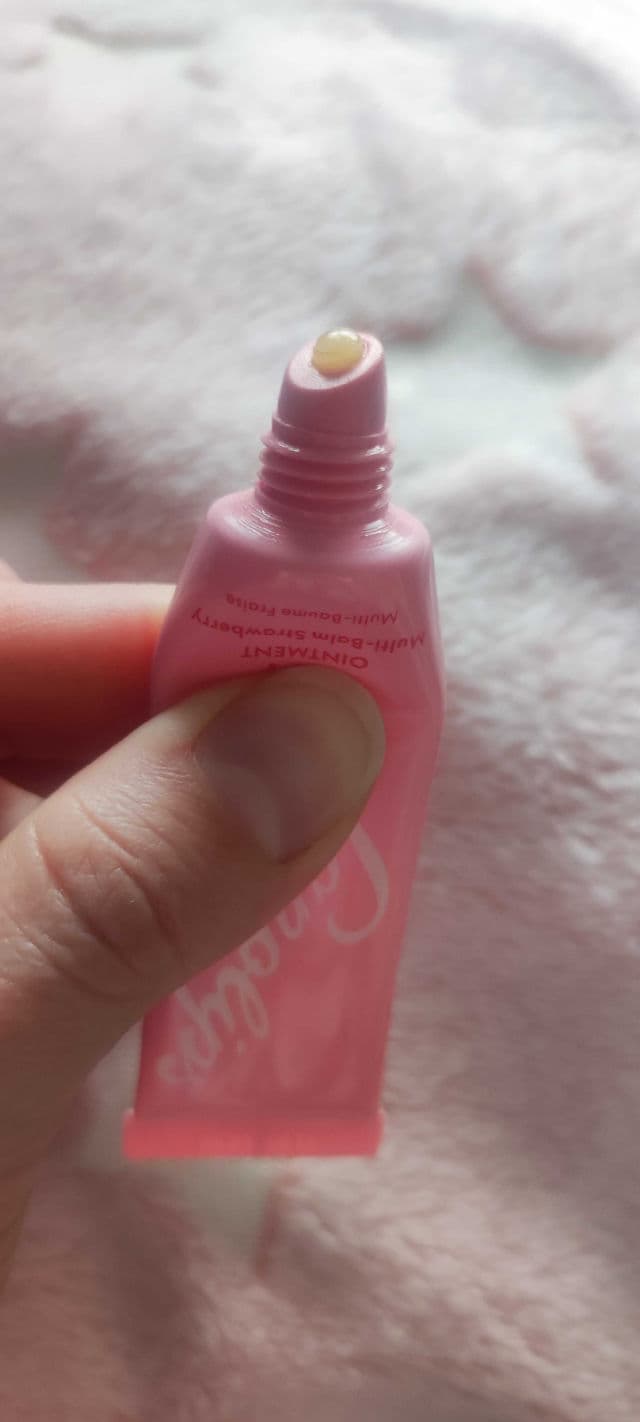 Lanolips
OINTMENT
Multi-Balm Strawberry
Multi-Baume Fraise